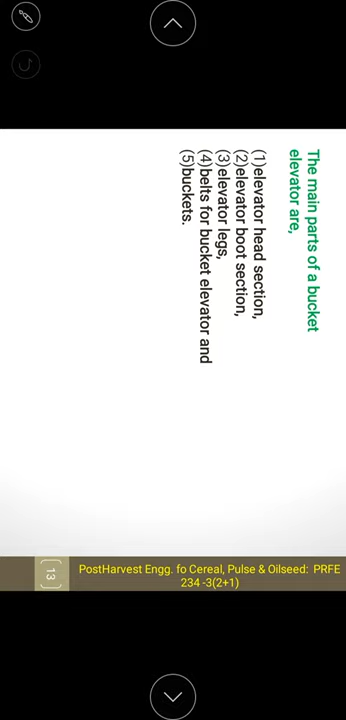 The main parts of a bucket
elevator are,
(1)elevator head section,
(2)elevator boot section,
(3)elevator legs,
(4)belts for bucket elevator and
(5)buckets.
PostHarvest Engg. fo Cereal, Pulse & Oilseed: PRFE
234 -3(2+1)
13